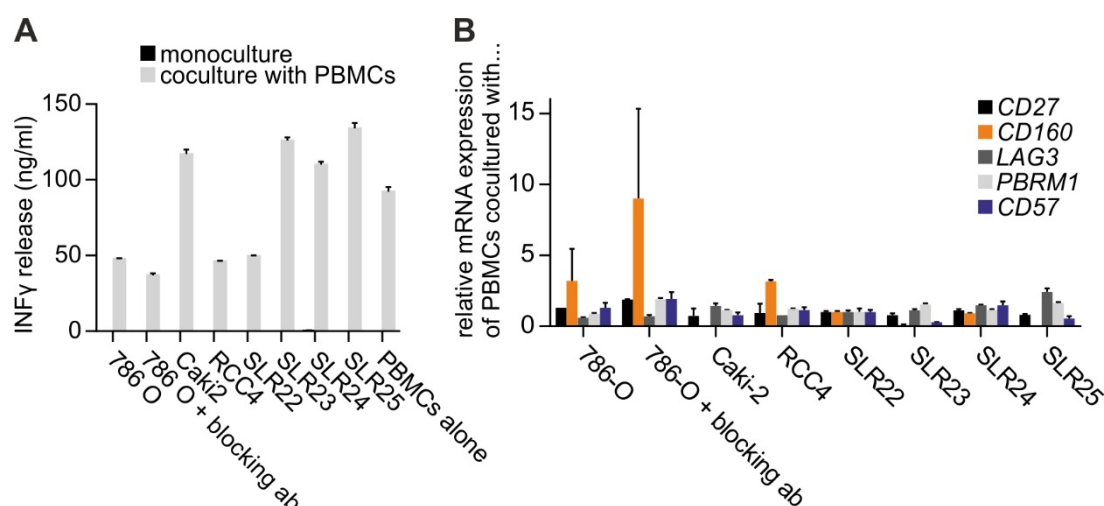 A
monoculture
coculture with PBMCs
INFγ release (ng/ml)
150
100
50
0
786 O
786 O + blocking ab
Caki2
RCC4
SLR22
SLR23
SLR24
SLR25
PBMCs alone
B
relative mRNA expression
of PBMCs cocultured with...
15
10
5
0
CD27
CD160
LAG3
PBRM1
CD57
786-O
786-O + blocking ab
Caki-2
RCC4
SLR22
SLR23
SLR24
SLR25